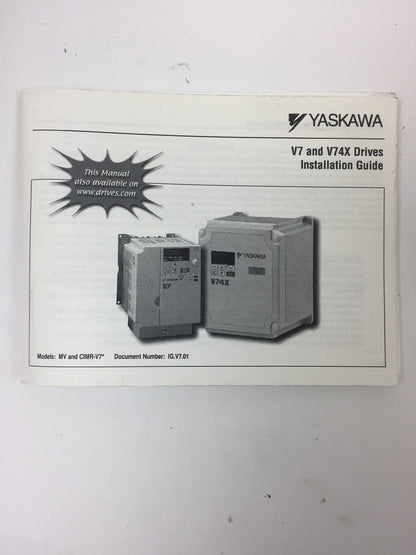 YASKAWA
V7 and V74X Drives
Installation Guide
This Manual
also available on
www.drives.com
YASKAWA
V7
V74X
Models: MV and CIMR-V7* Document Number: IG.V7.01